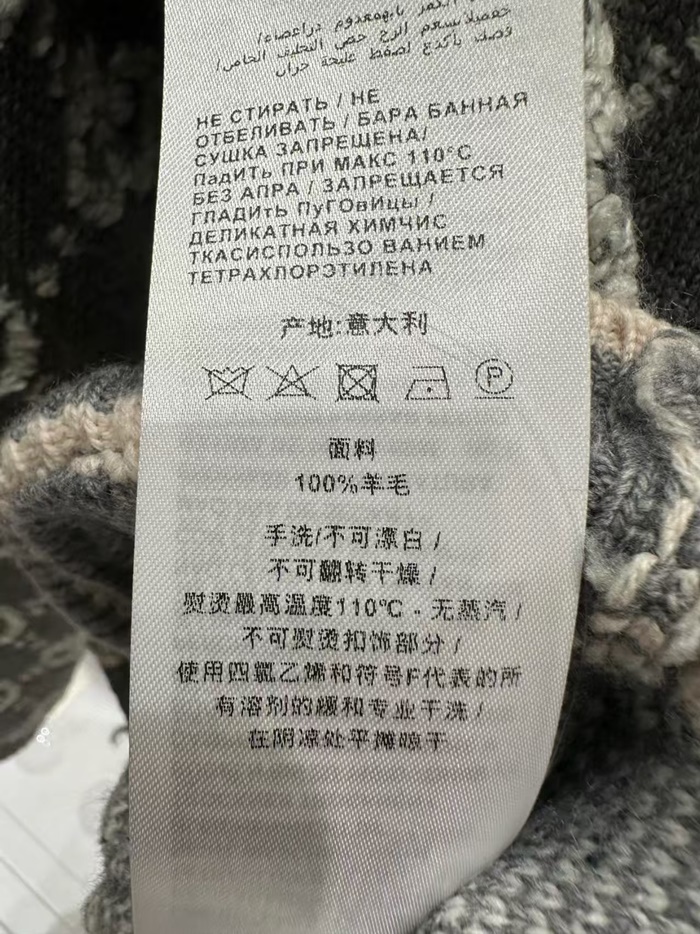 НЕ СТИРАТЬ / НЕ
ОТБЕЛИВАТЬ / БАРА БАННАЯ
СУШКА ЗАПРЕЩЕНА/
ПадИТЬ ПРИ МАКС 110°C
БЕЗ АПРА / ЗАПРЕЩАЕТСЯ
ГЛАДИТЬ ПуГОвИцЫ /
ДЕЛИКАТНАЯ ХИМЧИС
ТКАСИСПОЛЬЗО ВАНИЕМ
ТЕТРАХЛОРЭТИЛЕНА
产地:意大利
P
面料
100%羊毛
手洗/不可漂白 /
不可翻转干燥 /
熨烫最高温度110°C - 无蒸汽 /
不可熨烫扣饰部分 /
使用四氯乙烯和符号F代表的所
有溶剂的缓和专业干洗 /
在阴凉处平摊晾干